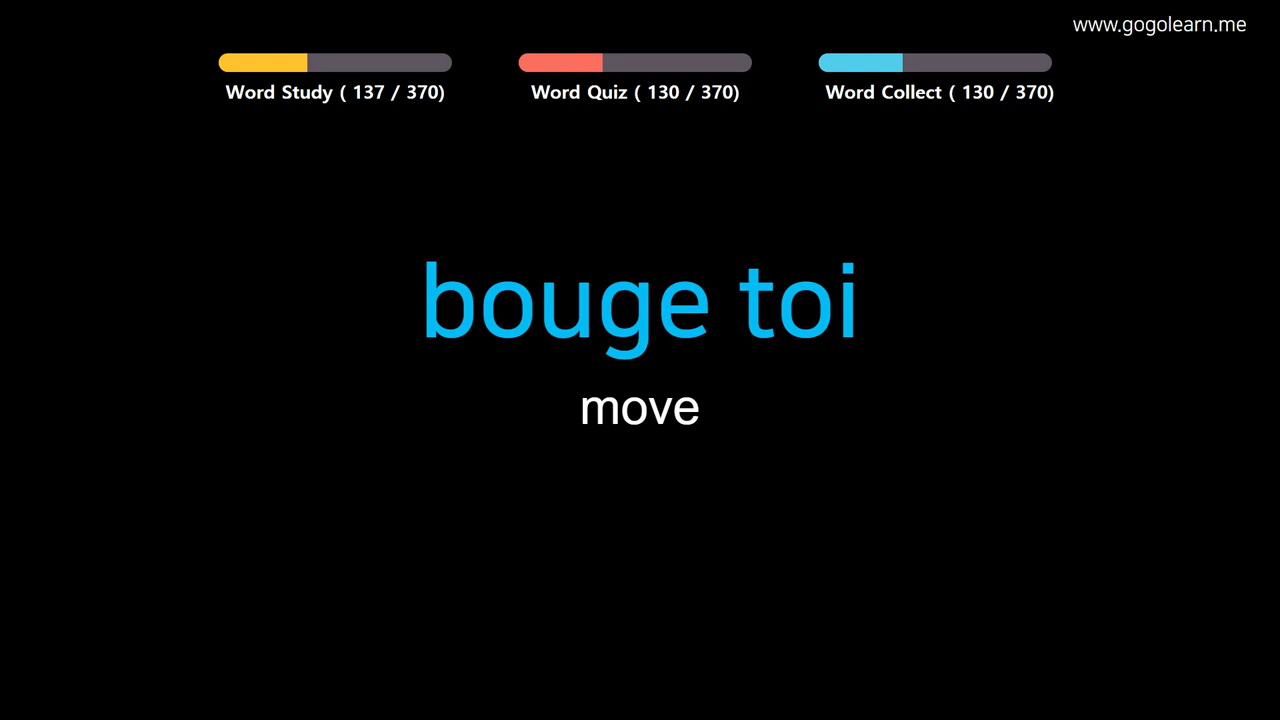 www.gogolearn.me
Word Study ( 137 / 370)
Word Quiz ( 130 / 370)
Word Collect ( 130 / 370)
bouge toi
move